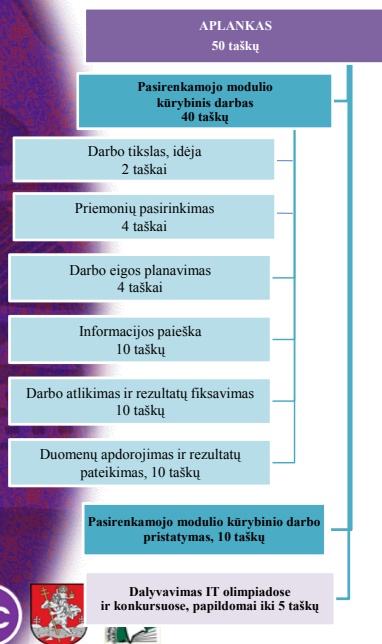 APLANKAS
50 taškų
Pasirenkamojo modulio
kūrybinis darbas
40 taškų
Darbo tikslas, idėja
2 taškai
Priemonių pasirinkimas
4 taškai
Darbo eigos planavimas
4 taškai
Informacijos paieška
10 taškų
Darbo atlikimas ir rezultatų fiksavimas
10 taškų
Duomenų apdorojimas ir rezultatų
pateikimas, 10 taškų
Pasirenkamojo modulio kūrybinio darbo
pristatymas, 10 taškų
Dalyvavimas IT olimpiadose
ir konkursuose, papildomai iki 5 taškų